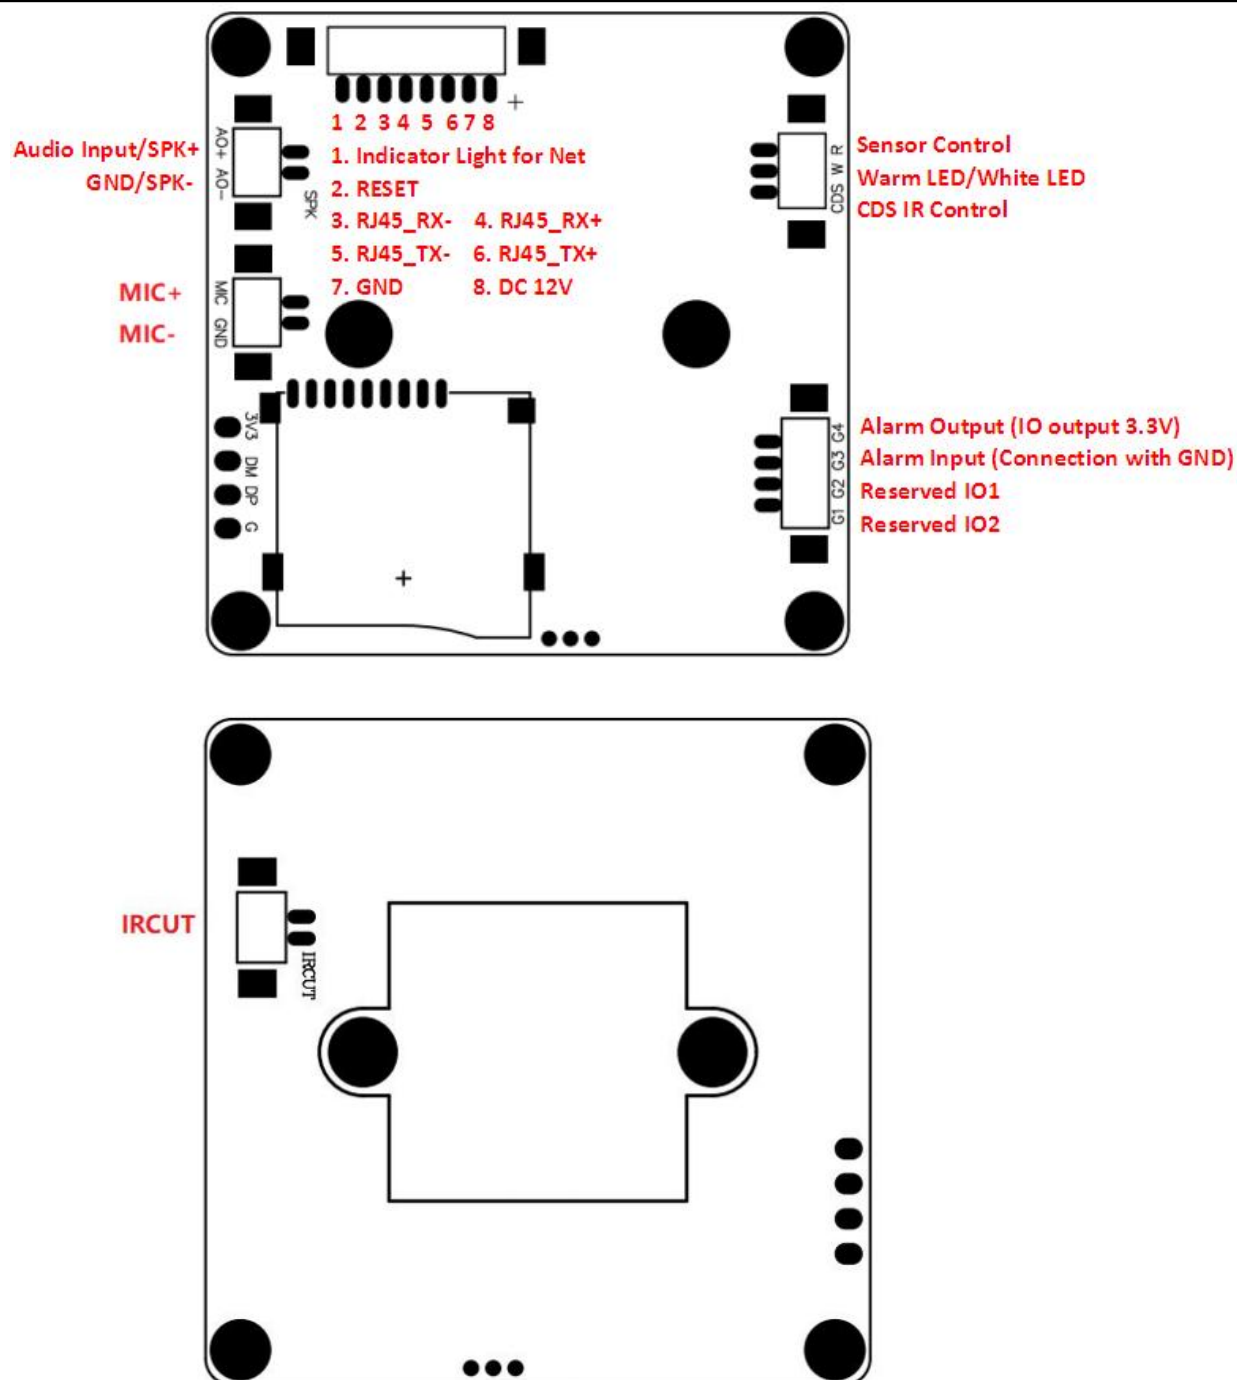 1 2 3 4 5 6 7 8
+
Audio Input/SPK+
GND/SPK-
AO+ AO-
SPK
1. Indicator Light for Net
2. RESET
3. RJ45_RX- 4. RJ45_RX+
5. RJ45_TX- 6. RJ45_TX+
7. GND 8. DC 12V
CDS W R
Sensor Control
Warm LED/White LED
CDS IR Control
MIC+
MIC-
MIC GND
3V3 DM DP G
+
G1 G2 G3 G4
Alarm Output (IO output 3.3V)
Alarm Input (Connection with GND)
Reserved IO1
Reserved IO2
IRCUT
IRCUT